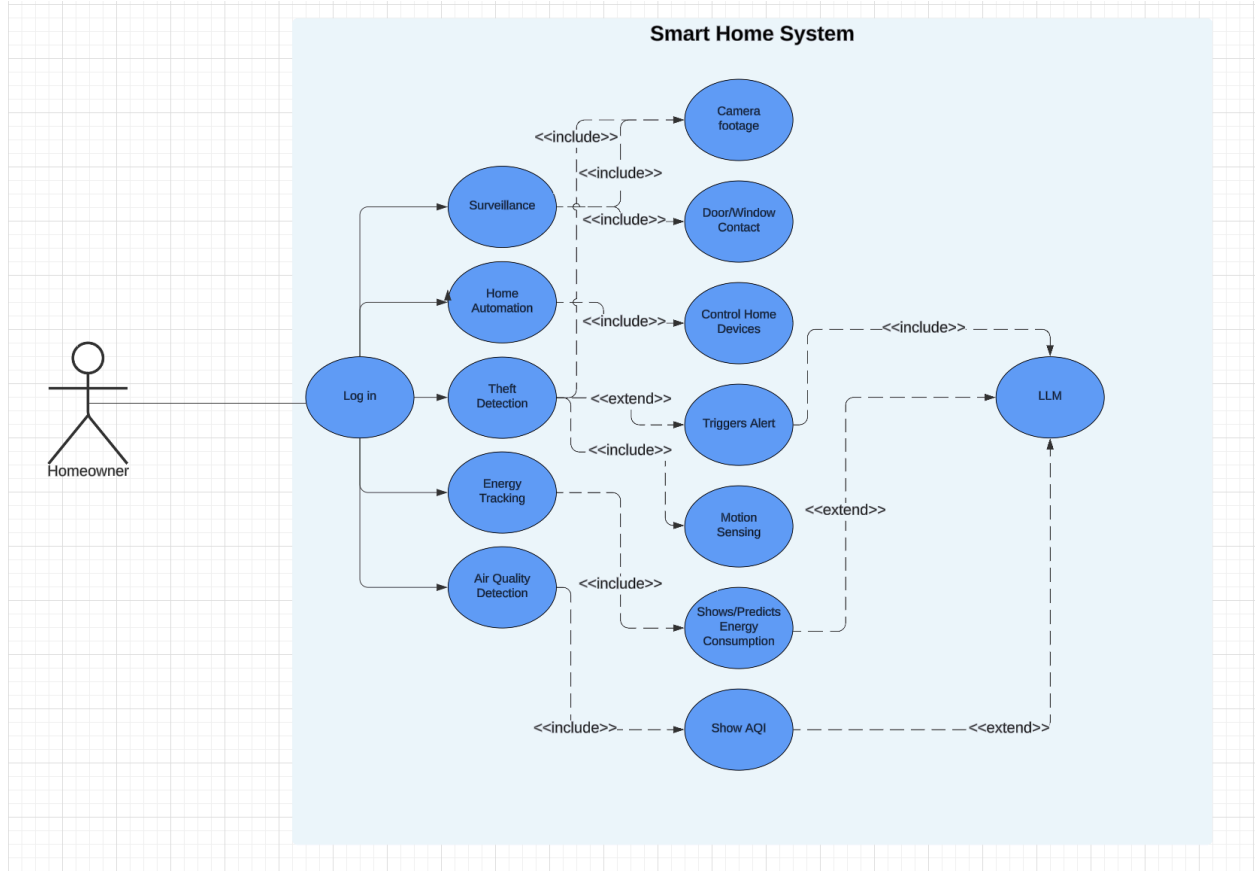 Smart Home System
Camera
footage
<<include>>
<<include>>
Surveillance
Door/Window
Contact
<<include>>
Home
Automation
Control Home
Devices
<<include>>
<<include>>
Log in
Theft
Detection
<<extend>>
Triggers Alert
LLM
<<include>>
Homeowner
Energy
Tracking
Motion
Sensing
<<extend>>
Air Quality
Detection
<<include>>
Shows/Predicts
Energy
Consumption
<<include>>
Show AQI
<<extend>>